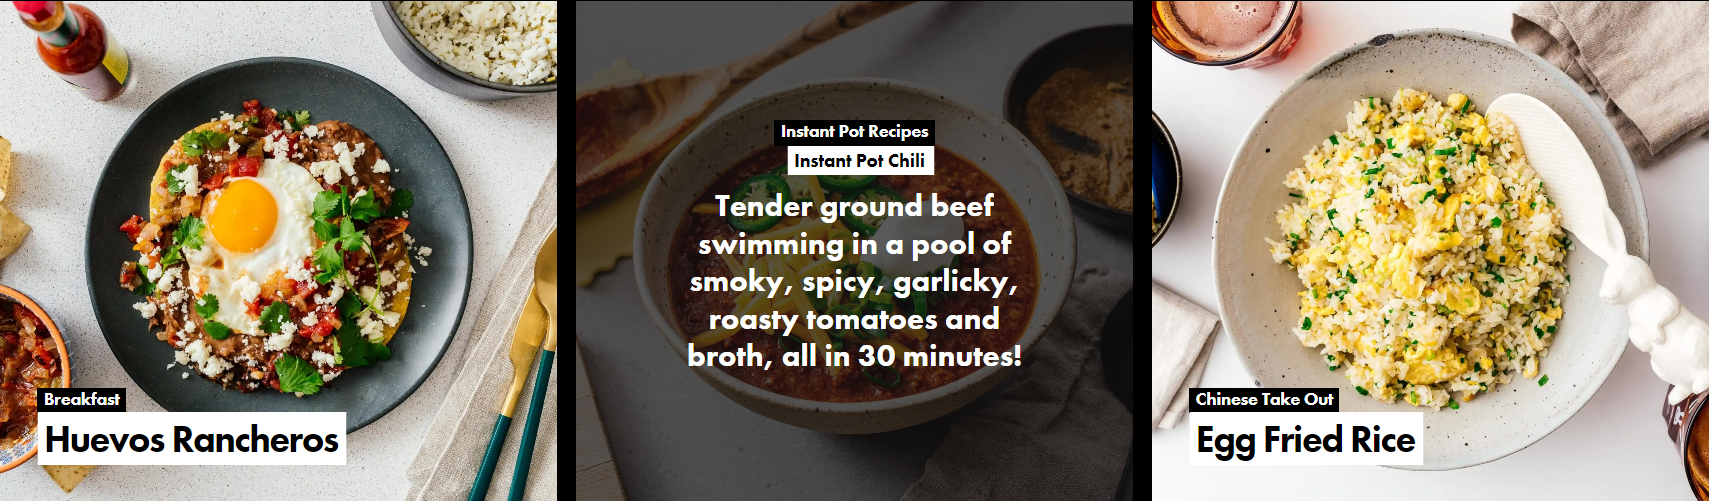 Breakfast
Huevos Rancheros
Instant Pot Recipes
Instant Pot Chili
Tender ground beef
swimming in a pool of
smoky, spicy, garlicky,
roasty tomatoes and
broth, all in 30 minutes!
Chinese Take Out
Egg Fried Rice